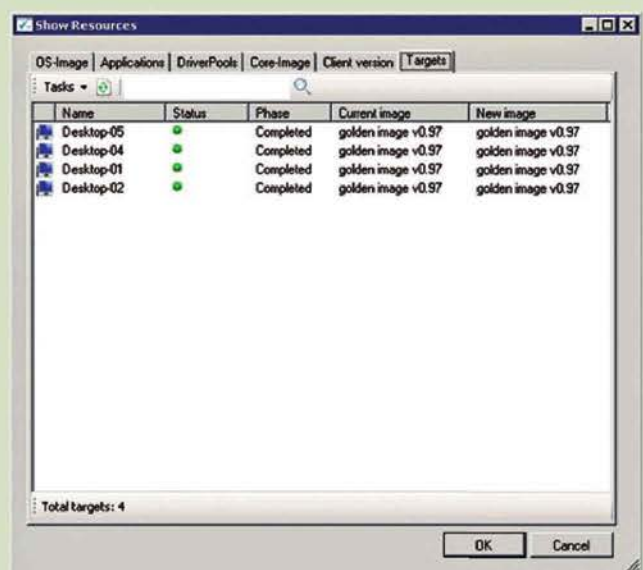 Show Resources
OS-Image Applications DriverPools Core-Image Client version Targets
Tasks
Name Status Phase Current image New image
Desktop-05 Completed golden image v0.97 golden image v0.97
Desktop-04 Completed golden image v0.97 golden image v0.97
Desktop-01 Completed golden image v0.97 golden image v0.97
Desktop-02 Completed golden image v0.97 golden image v0.97
Total targets: 4
OK Cancel